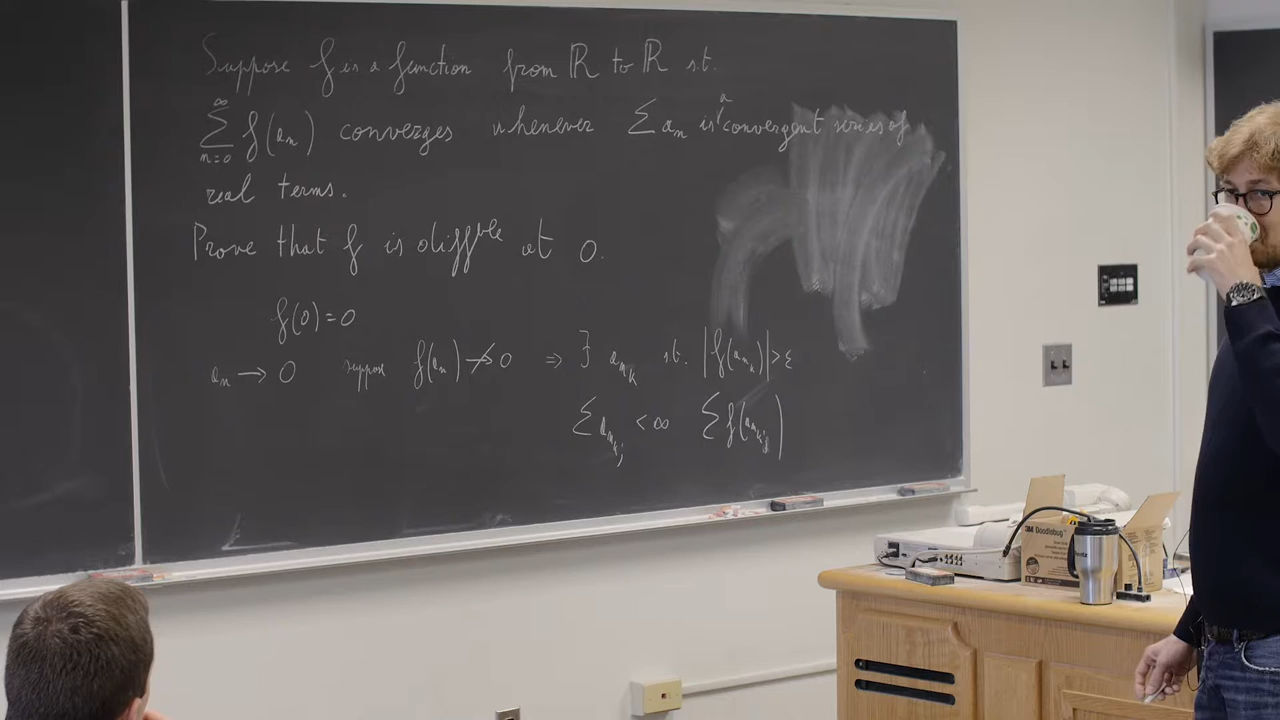 Suppose f is a function from ℝ to ℝ s.t.
∞∑n=0 f(aₙ) converges whenever ∑ aₙ is a convergent series of
real terms.
Prove that f is diffble at 0.
f(0)=0
aₙ → 0 suppose f(aₙ) ↛ 0 ⇒ ∃ a_{n_k} s.t. |f(a_{n_k})| > ε
∑ a_{n_{k_j}} < ∞ ∑ f(a_{n_{k_j}})
3M Doodlebug